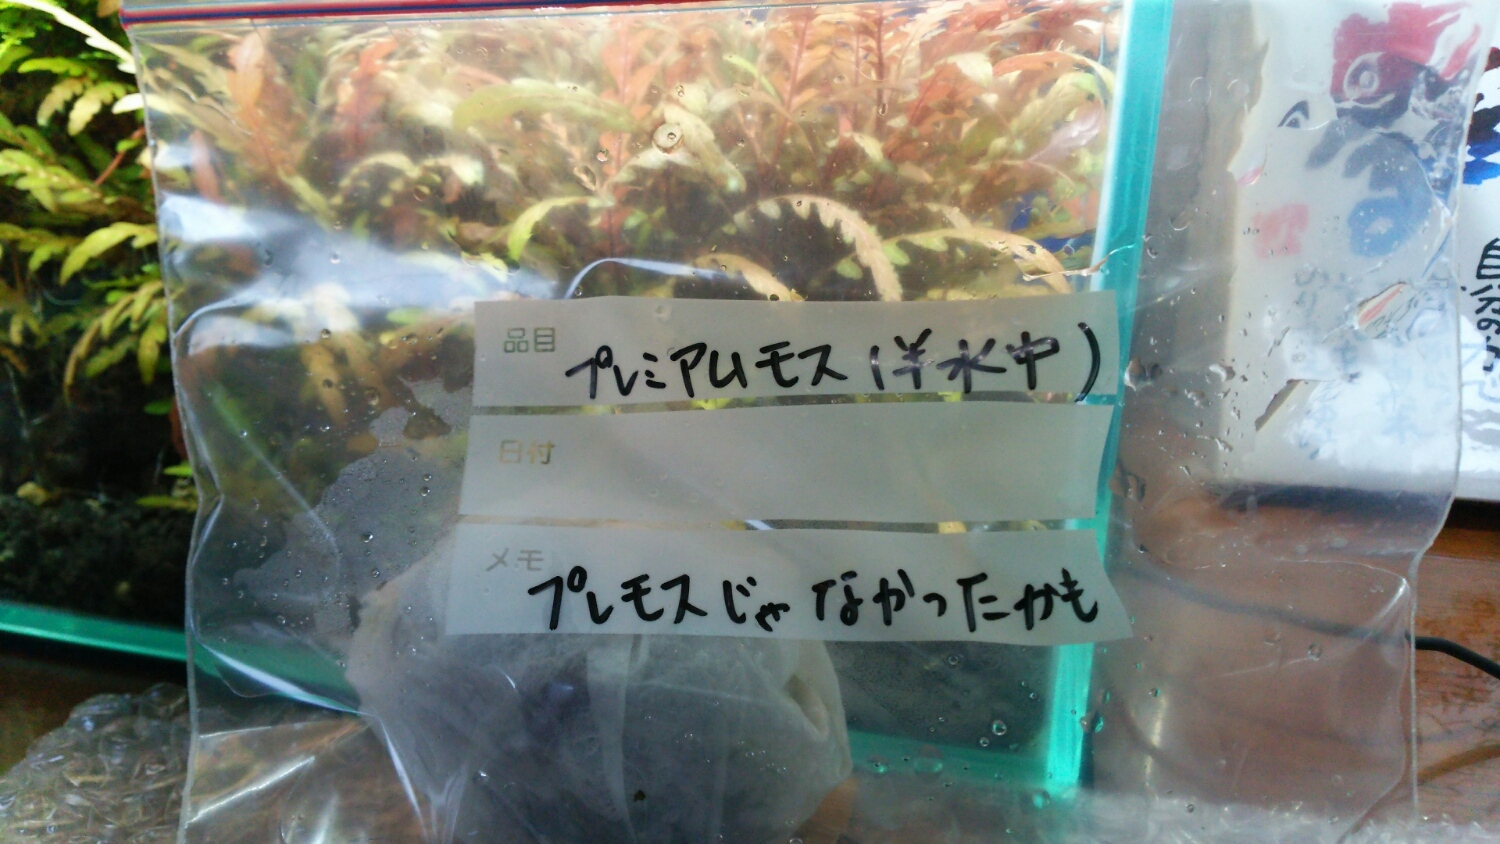 品目
プレミアムモス(半水中)
日付
メモ
プレモスじゃなかったかも